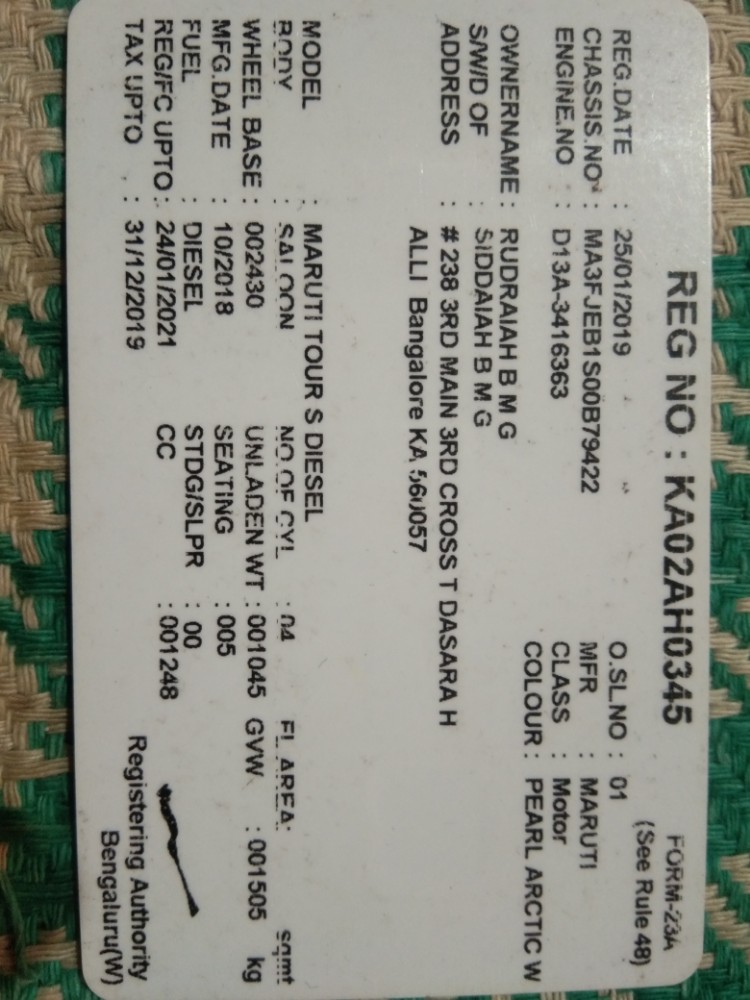 FORM-23A
REG NO : KA02AH0345 (See Rule 48)
REG.DATE : 25/01/2019 O.SL.NO : 01
CHASSIS.NO : MA3FJEB1S00B79422 MFR : MARUTI
ENGINE.NO : D13A-3416363 CLASS : Motor
COLOUR : PEARL ARCTIC W
OWNERNAME : RUDRAIAH B M G
S/W/D OF : SIDDAIAH B M G
ADDRESS : # 238 3RD MAIN 3RD CROSS T DASARA H
ALLI Bangalore KA 560057
MODEL : MARUTI TOUR S DIESEL
BODY : SALOON NO.OF CYL : 04 FL.AREA: sqmt
WHEEL BASE : 002430 UNLADEN WT : 001045 GVW : 001505 kg
MFG.DATE : 10/2018 SEATING : 005
FUEL : DIESEL STDG/SLPR : 00
REG/FC UPTO : 24/01/2021 CC : 001248
TAX UPTO : 31/12/2019
Registering Authority
Bengaluru(W)